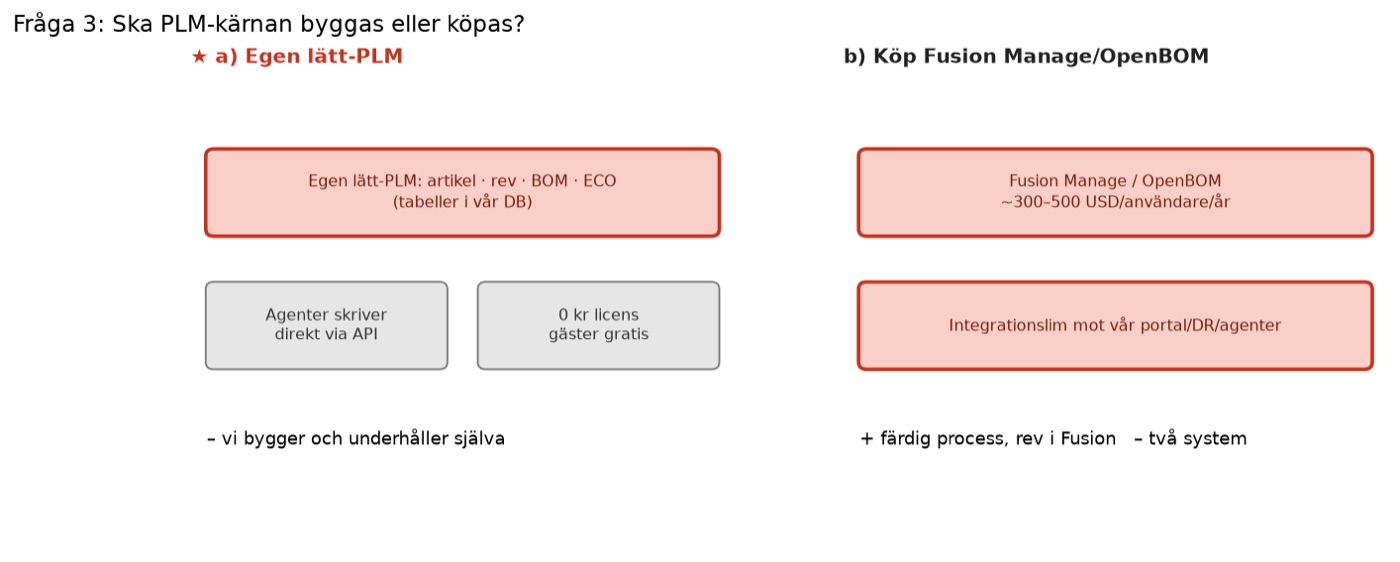 Fråga 3: Ska PLM-kärnan byggas eller köpas?
★ a) Egen lätt-PLM
b) Köp Fusion Manage/OpenBOM
Egen lätt-PLM: artikel · rev · BOM · ECO
(tabeller i vår DB)
Fusion Manage / OpenBOM
~300–500 USD/användare/år
Agenter skriver
direkt via API
0 kr licens
gäster gratis
Integrationslim mot vår portal/DR/agenter
– vi bygger och underhåller själva
+ färdig process, rev i Fusion – två system